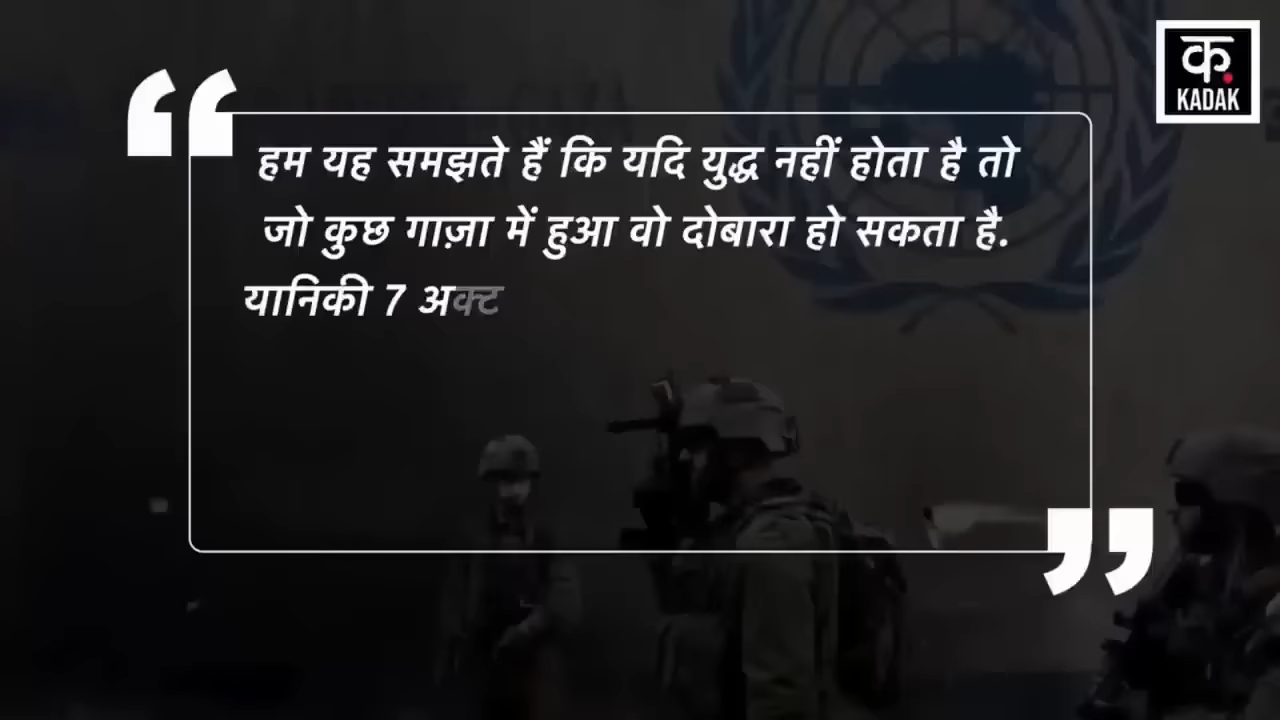 क.
KADAK
हम यह समझते हैं कि यदि युद्ध नहीं होता है तो
जो कुछ गाज़ा में हुआ वो दोबारा हो सकता है.
यानिकी 7 अक्ट